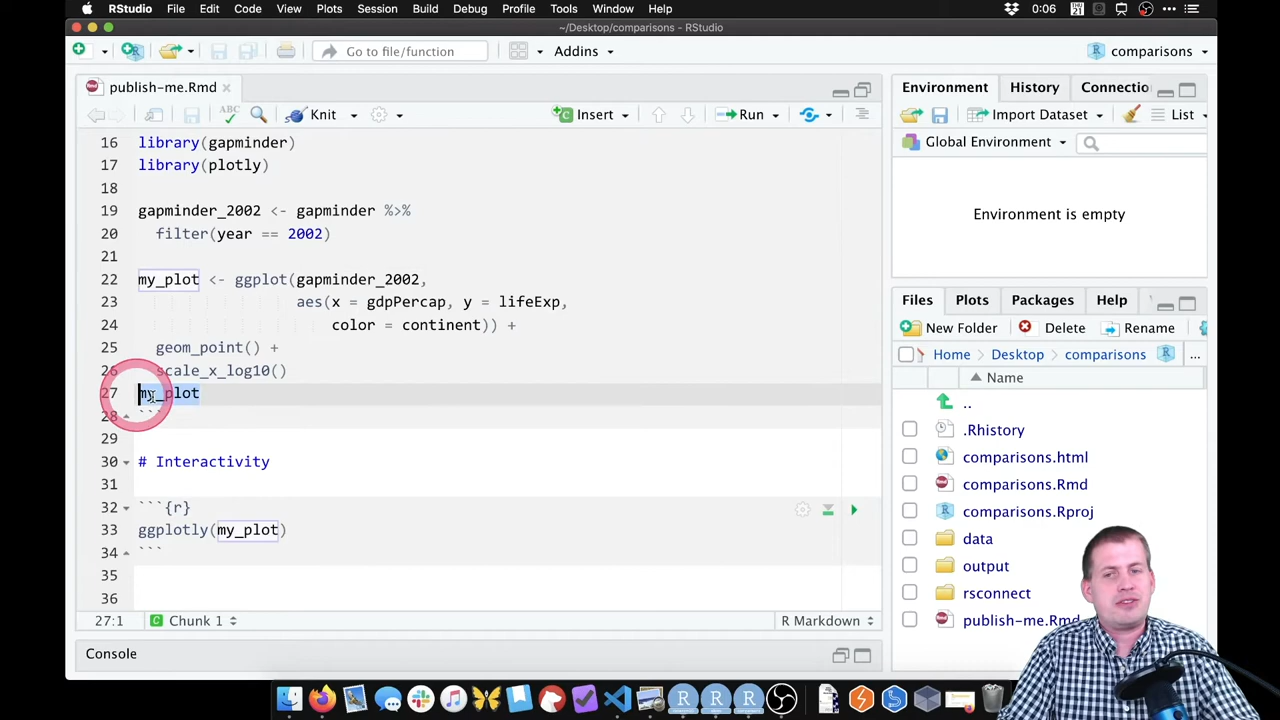 RStudio File Edit Code View Plots Session Build Debug Profile Tools Window Help 0:06
~/Desktop/comparisons - RStudio
Go to file/function Addins comparisons
publish-me.Rmd
Knit Insert Run
16 library(gapminder)
17 library(plotly)
18
19 gapminder_2002 <- gapminder %>%
20 filter(year == 2002)
21
22 my_plot <- ggplot(gapminder_2002,
23 aes(x = gdpPercap, y = lifeExp,
24 color = continent)) +
25 geom_point() +
26 scale_x_log10()
27 my_plot
28 ```
29
30 # Interactivity
31
32 ```{r}
33 ggplotly(my_plot)
34 ```
35
36
27:1 Chunk 1 R Markdown
Console
Environment History Connectio
Import Dataset List
Global Environment
Environment is empty
Files Plots Packages Help
New Folder Delete Rename
Home Desktop comparisons ...
Name
..
.Rhistory
comparisons.html
comparisons.Rmd
comparisons.Rproj
data
output
rsconnect
publish-me.Rmd